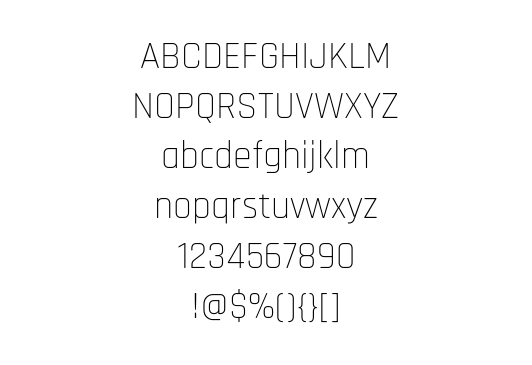 ABCDEFGHIJKLM
NOPQRSTUVWXYZ
abcdefghijklm
nopqrstuvwxyz
1234567890
!@$%(){}[]